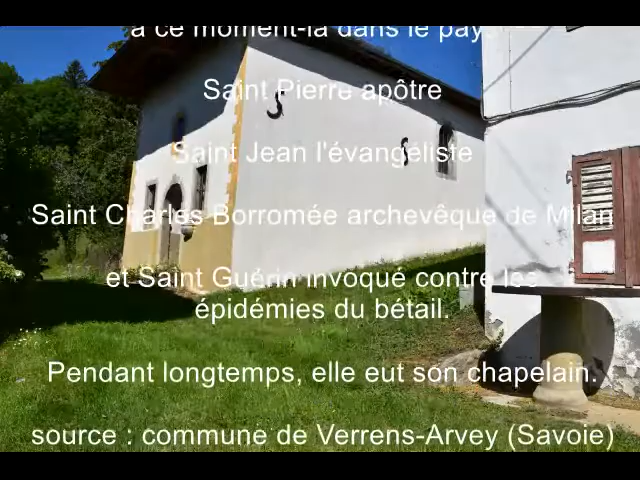 à ce moment-là dans le pays
Saint Pierre apôtre
Saint Jean l'évangéliste
Saint Charles Borromée archevêque de Milan
et Saint Guérin invoqué contre les
épidémies du bétail.
Pendant longtemps, elle eut son chapelain.
source : commune de Verrens-Arvey (Savoie)